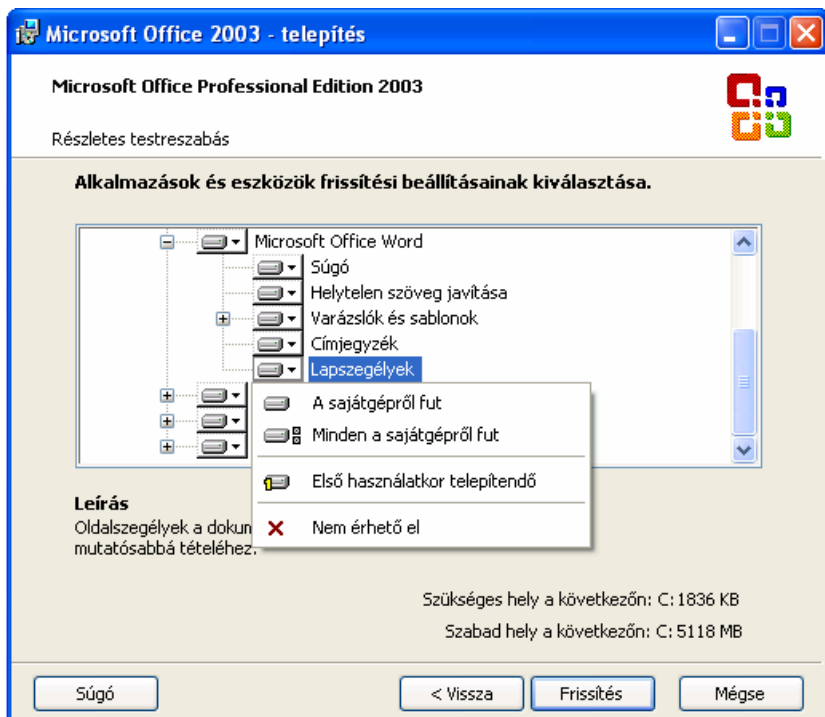 Microsoft Office 2003 - telepítés
Microsoft Office Professional Edition 2003
Részletes testreszabás
Alkalmazások és eszközök frissítési beállításainak kiválasztása.
Microsoft Office Word
Súgó
Helytelen szöveg javítása
Varázslók és sablonok
Címjegyzék
Lapszegélyek
A sajátgépről fut
Minden a sajátgépről fut
Első használatkor telepítendő
Nem érhető el
Leírás
Oldalszegélyek a dokum
mutatósabbá tételéhez.
Szükséges hely a következőn: C: 1836 KB
Szabad hely a következőn: C: 5118 MB
Súgó
< Vissza
Frissítés
Mégse